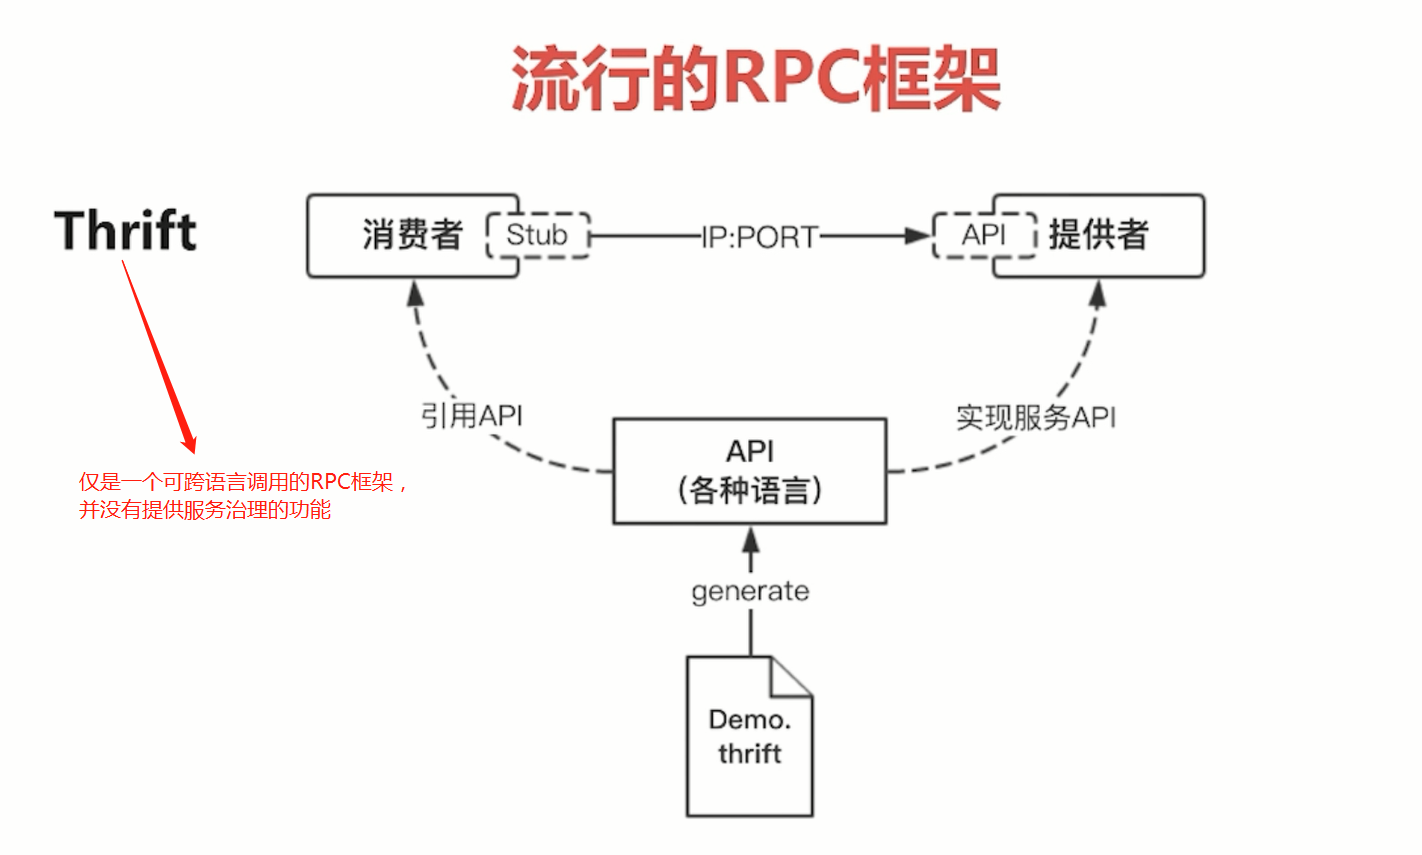 流行的RPC框架
Thrift
消费者
Stub
IP:PORT
API
提供者
引用API
实现服务API
API
（各种语言）
仅是一个可跨语言调用的RPC框架，
并没有提供服务治理的功能
generate
Demo.
thrift